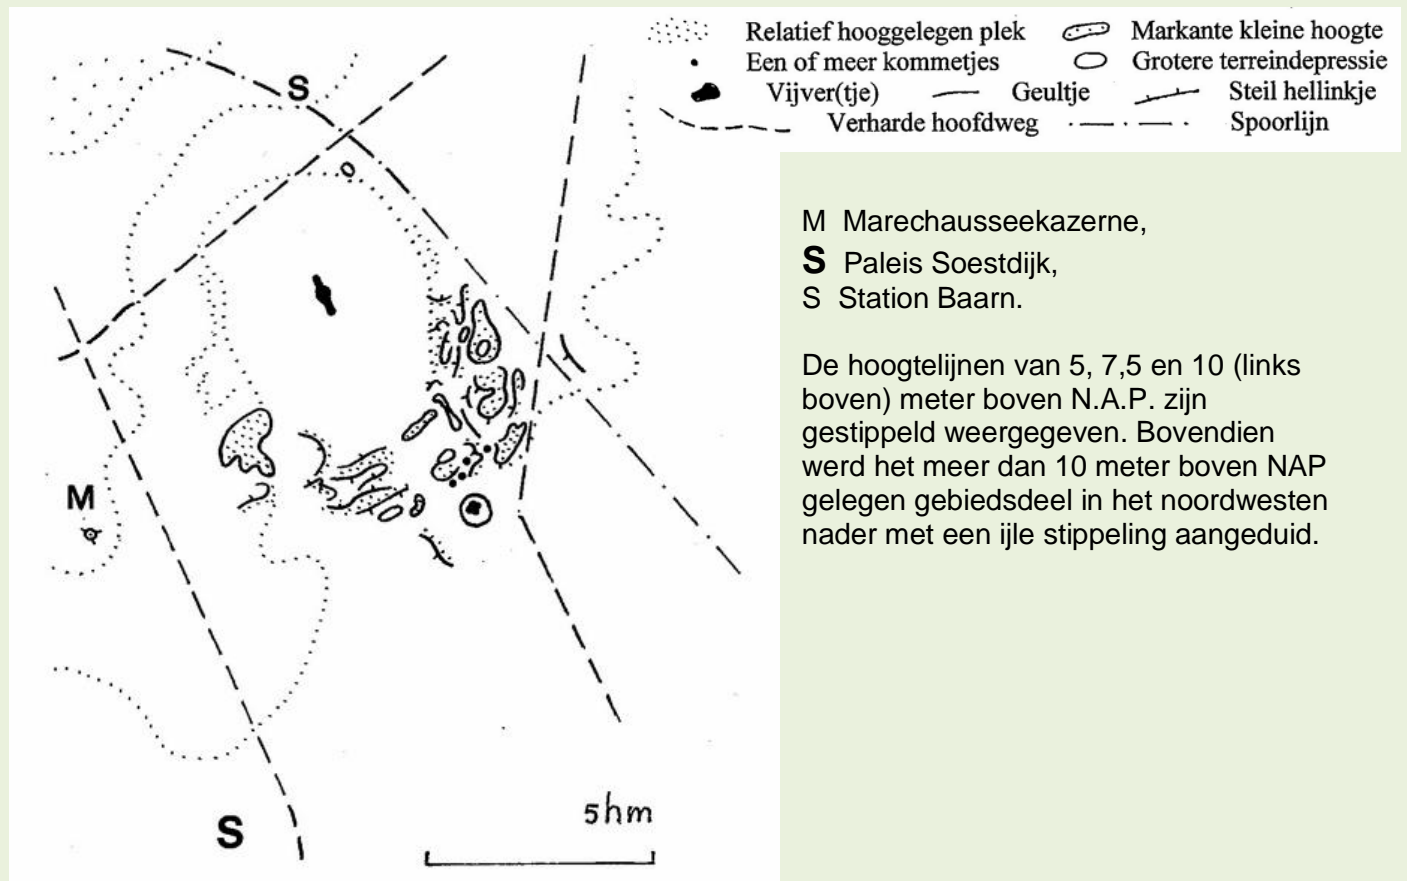 Relatief hooggelegen plek
Markante kleine hoogte
Een of meer kommetjes
Grotere terreindepressie
Vijver(tje)
Geultje
Steil hellinkje
Verharde hoofdweg
Spoorlijn
S
M
S
5hm
M Marechausseekazerne,
S Paleis Soestdijk,
S Station Baarn.
De hoogtelijnen van 5, 7,5 en 10 (links
boven) meter boven N.A.P. zijn
gestippeld weergegeven. Bovendien
werd het meer dan 10 meter boven NAP
gelegen gebiedsdeel in het noordwesten
nader met een ijle stippeling aangeduid.